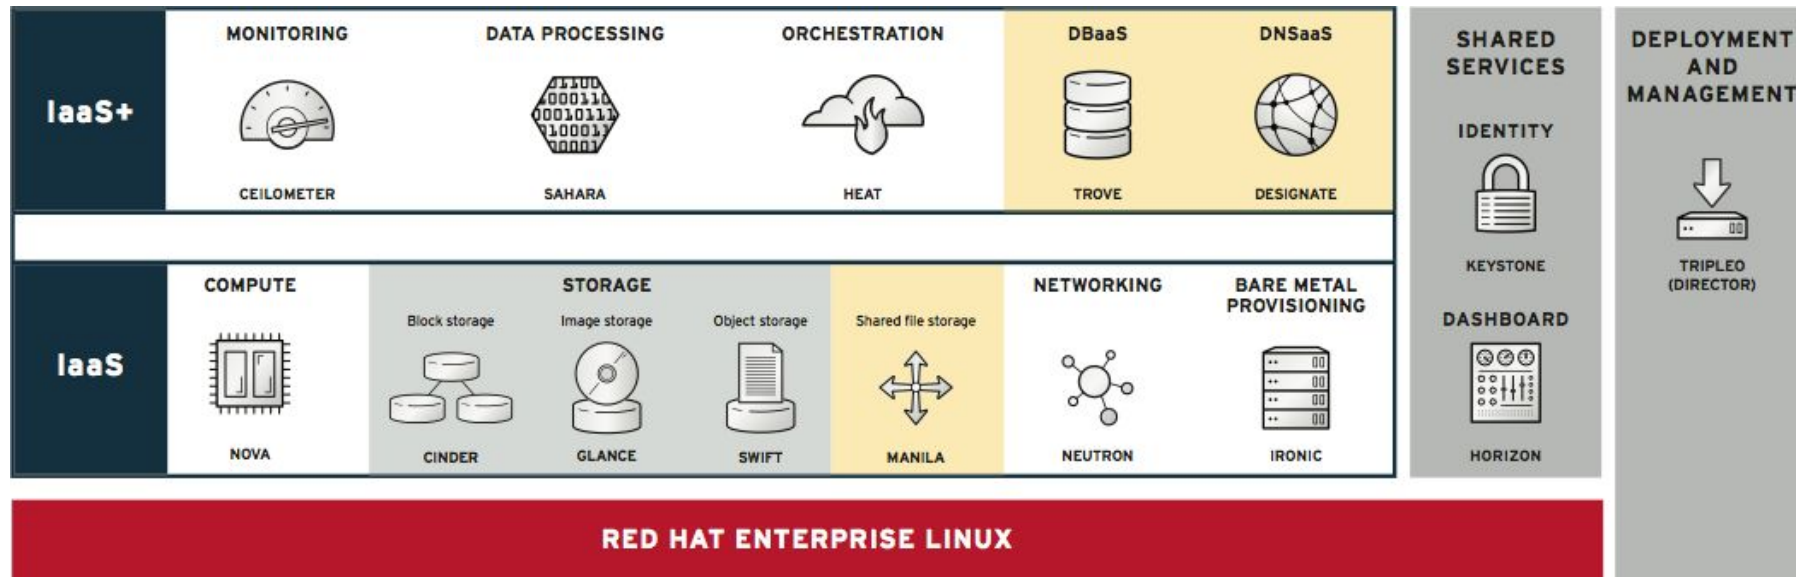 IaaS+
MONITORING
CEILOMETER
DATA PROCESSING
SAHARA
ORCHESTRATION
HEAT
DBaaS
TROVE
DNSaaS
DESIGNATE
IaaS
COMPUTE
NOVA
STORAGE
Block storage
CINDER
Image storage
GLANCE
Object storage
SWIFT
Shared file storage
MANILA
NETWORKING
NEUTRON
BARE METAL
PROVISIONING
IRONIC
SHARED
SERVICES
IDENTITY
KEYSTONE
DASHBOARD
HORIZON
DEPLOYMENT
AND
MANAGEMENT
TRIPLEO
(DIRECTOR)
RED HAT ENTERPRISE LINUX